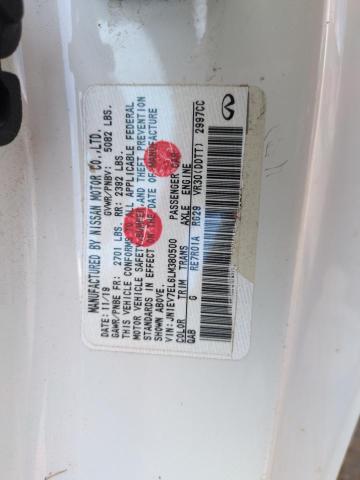 MANUFACTURED BY NISSAN MOTOR CO.,LTD.
DATE: 11/19 GVWR/PNBV: 5082 LBS.
GAWR/PNBE FR: 2701 LBS. RR: 2392 LBS.
THIS VEHICLE CONFORMS TO ALL APPLICABLE FEDERAL
MOTOR VEHICLE SAFETY, AND THEFT PREVENTION
STANDARDS IN EFFECT ON THE DATE OF MANUFACTURE
SHOWN ABOVE.
VIN: JN1EV7EL6LM380500 PASSENGER CAR
COLOR TRIM TRANS AXLE ENGINE
QAB G RE7R01A R029 VR30(DDTT) 2997CC